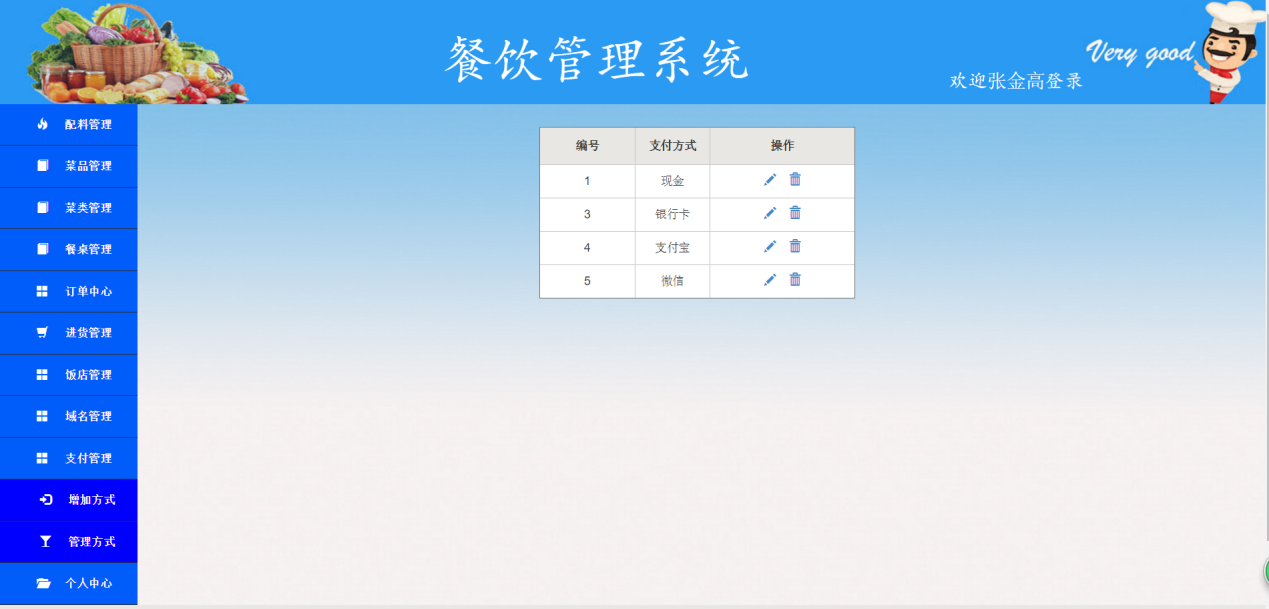 餐饮管理系统
Very good
欢迎张金高登录
配料管理
菜品管理
菜类管理
餐桌管理
订单中心
进货管理
饭店管理
域名管理
支付管理
增加方式
管理方式
个人中心
编号 支付方式 操作
1 现金
3 银行卡
4 支付宝
5 微信